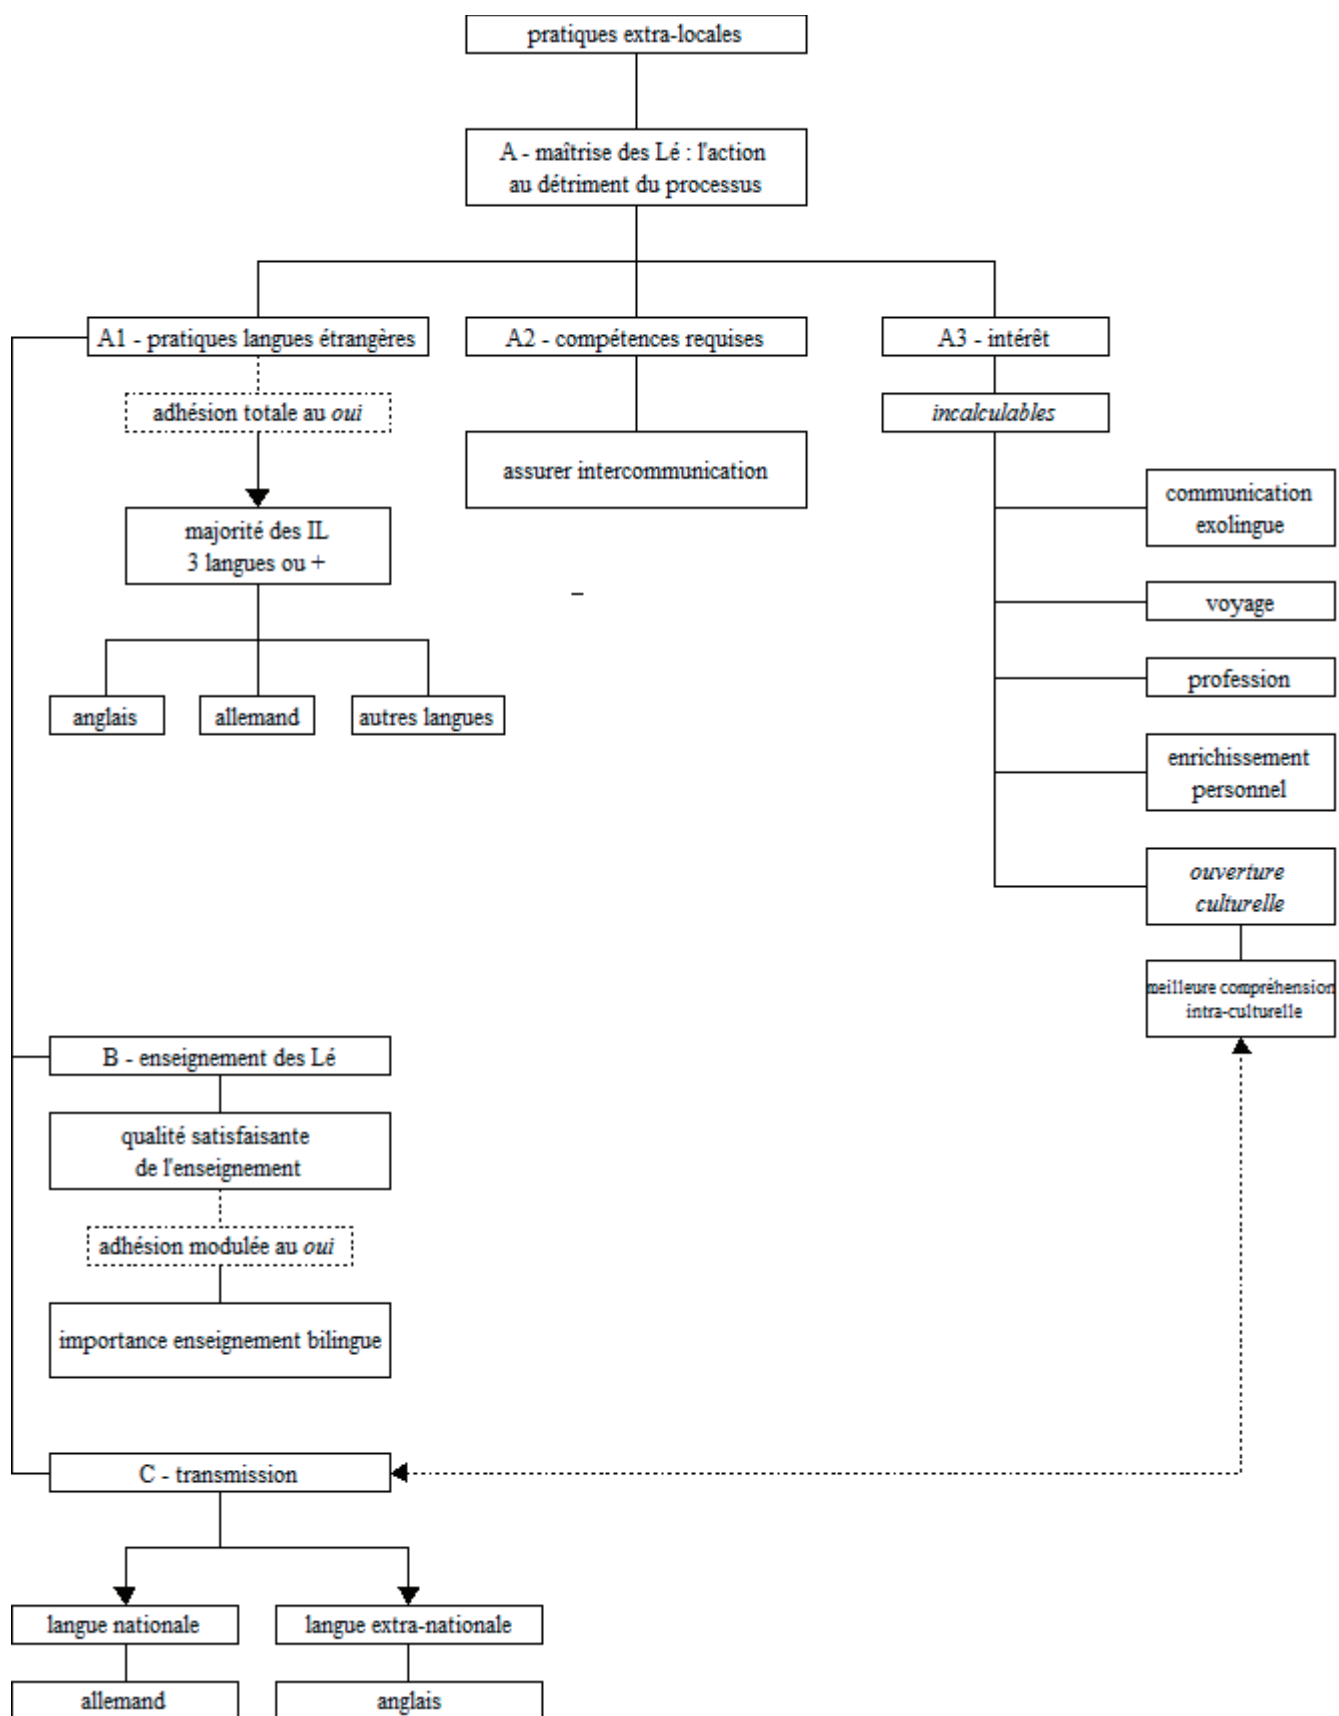 pratiques extra-locales
A - maîtrise des Lé : l'action
au détriment du processus
A1 - pratiques langues étrangères
A2 - compétences requises
A3 - intérêt
adhésion totale au oui
incalculables
majorité des IL
3 langues ou +
assurer intercommunication
communication
exolingue
voyage
profession
anglais
allemand
autres langues
enrichissement
personnel
ouverture
culturelle
meilleure compréhension
intra-culturelle
B - enseignement des Lé
qualité satisfaisante
de l'enseignement
adhésion modulée au oui
importance enseignement bilingue
C - transmission
langue nationale
langue extra-nationale
allemand
anglais